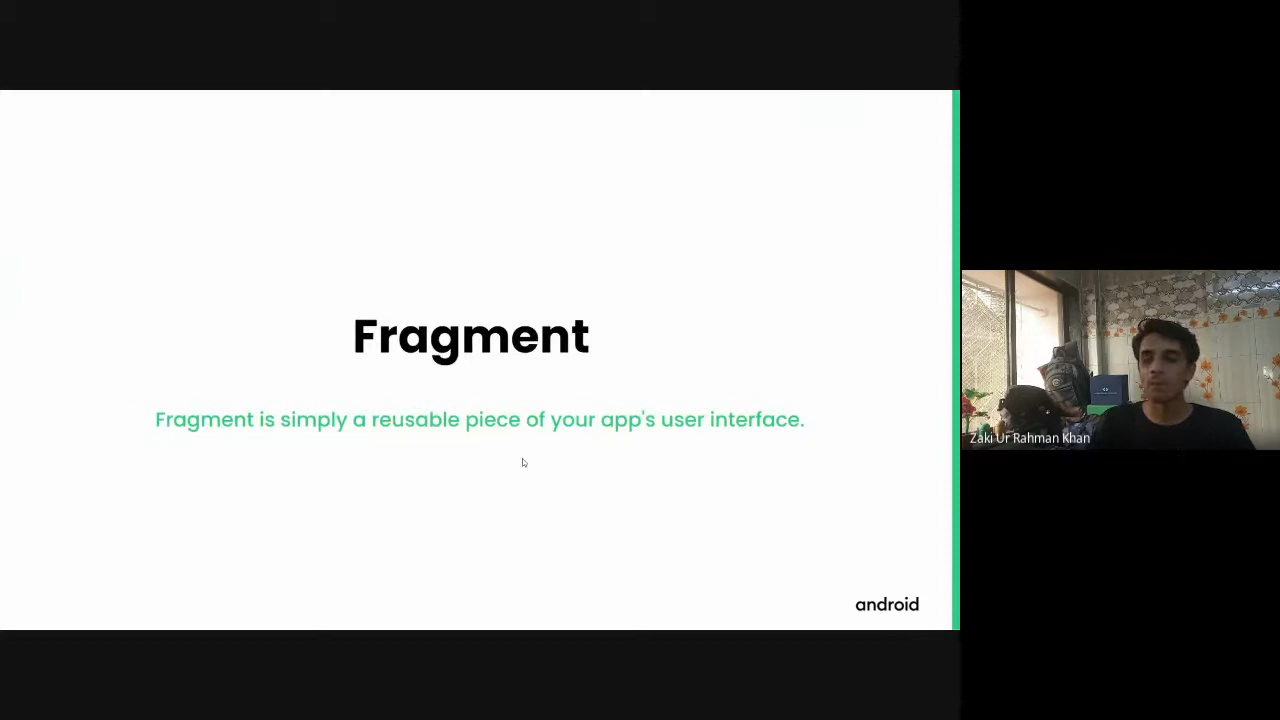 Fragment
Fragment is simply a reusable piece of your app's user interface.
android
Zaki Ur Rahman Khan